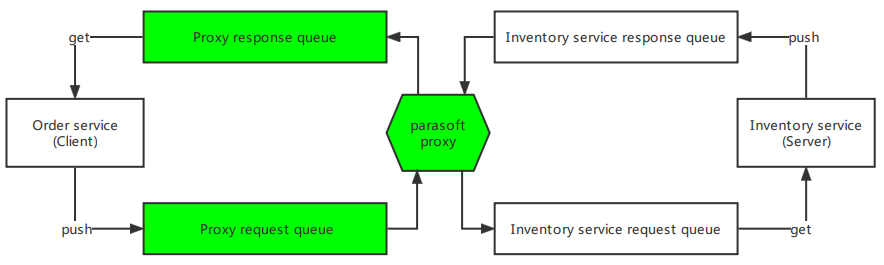 Proxy response queue
Inventory service response queue
get
push
Order service
(Client)
parasoft
proxy
Inventory service
(Server)
push
Proxy request queue
Inventory service request queue
get